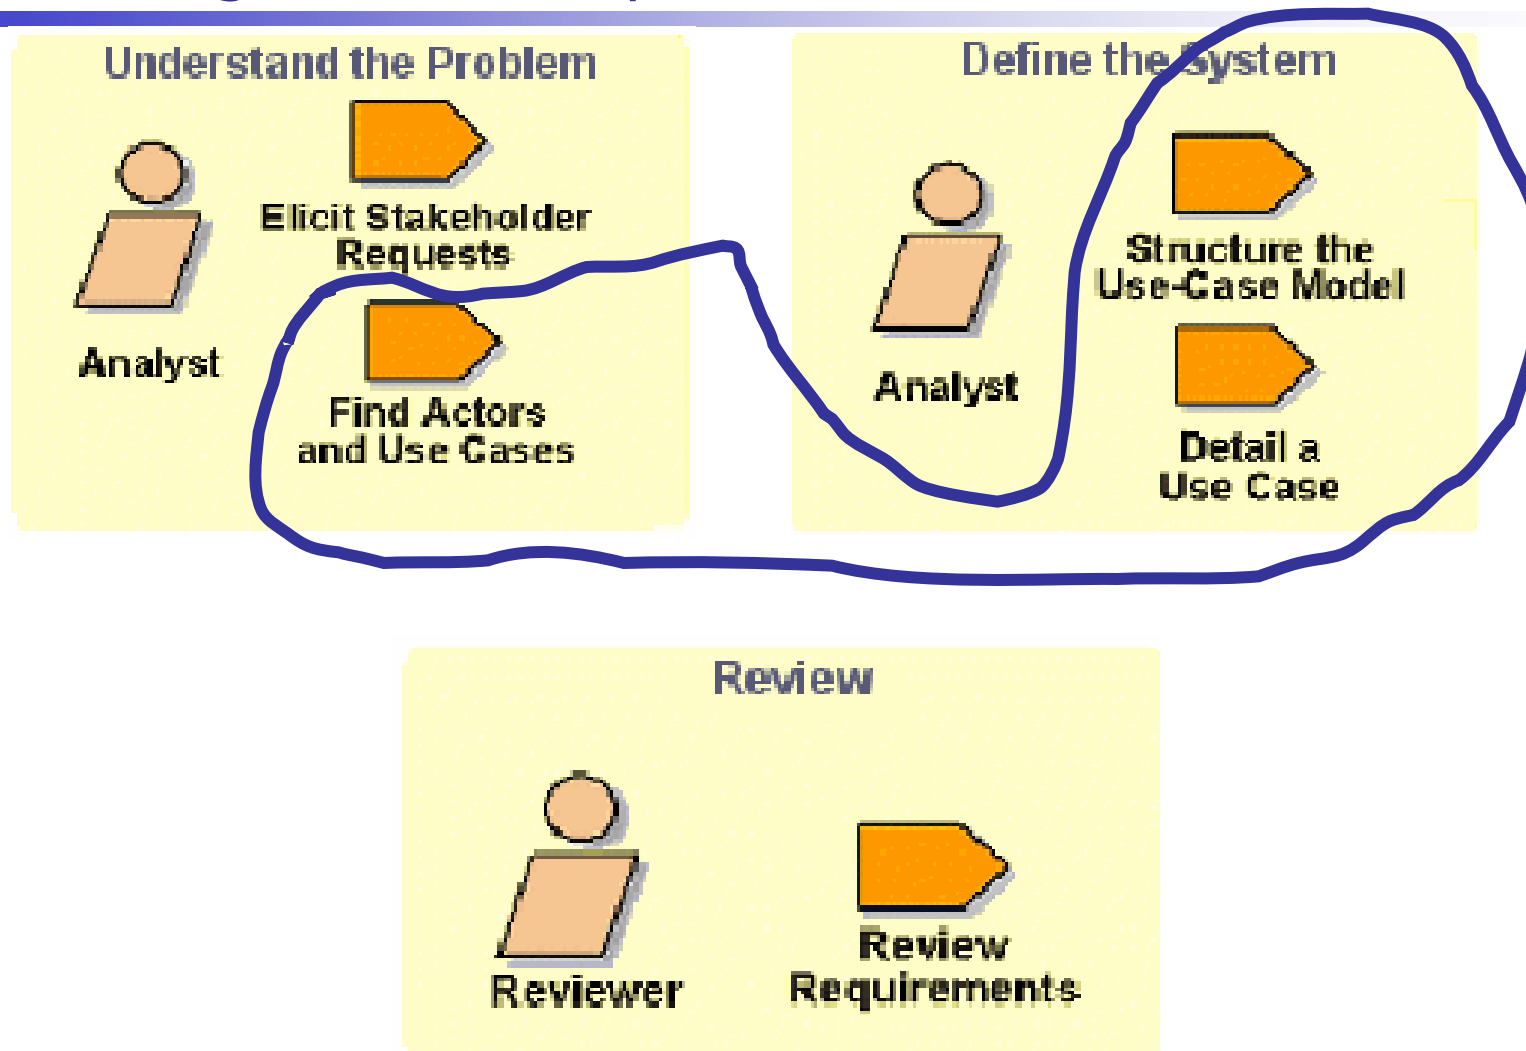 Understand the Problem
Elicit Stakeholder
Requests
Analyst
Find Actors
and Use Cases
Define the System
Structure the
Use-Case Model
Analyst
Detail a
Use Case
Review
Reviewer
Review
Requirements